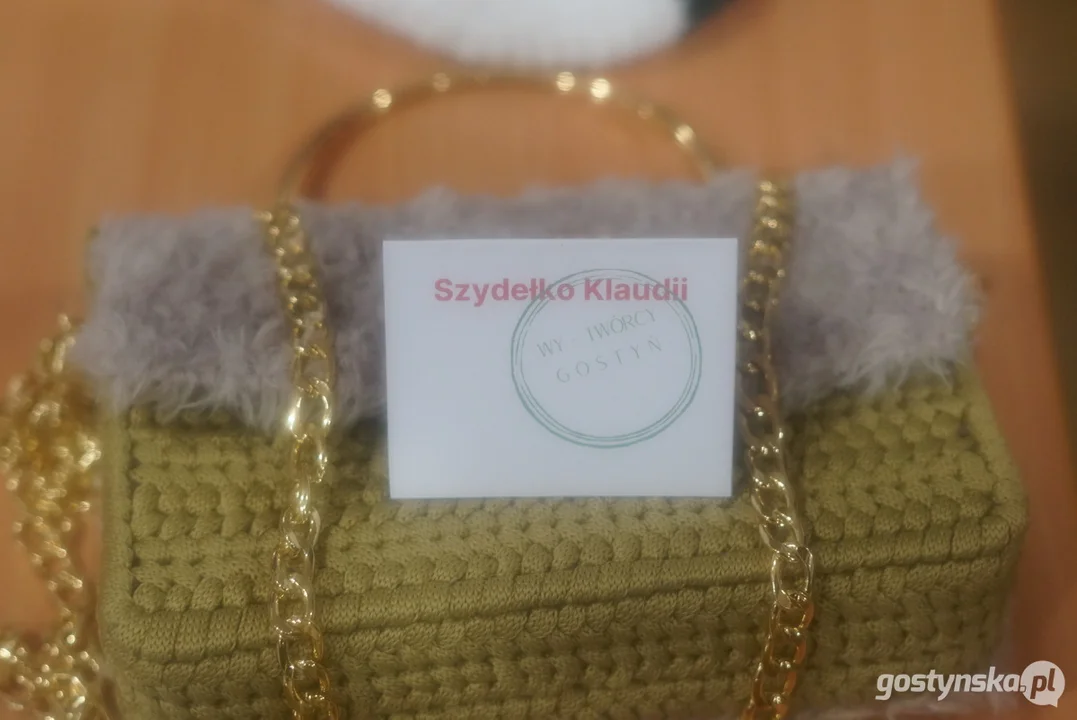 Szydełko Klaudii
WY - TWÓRCY
GOSTYŃ
gostynska.pl